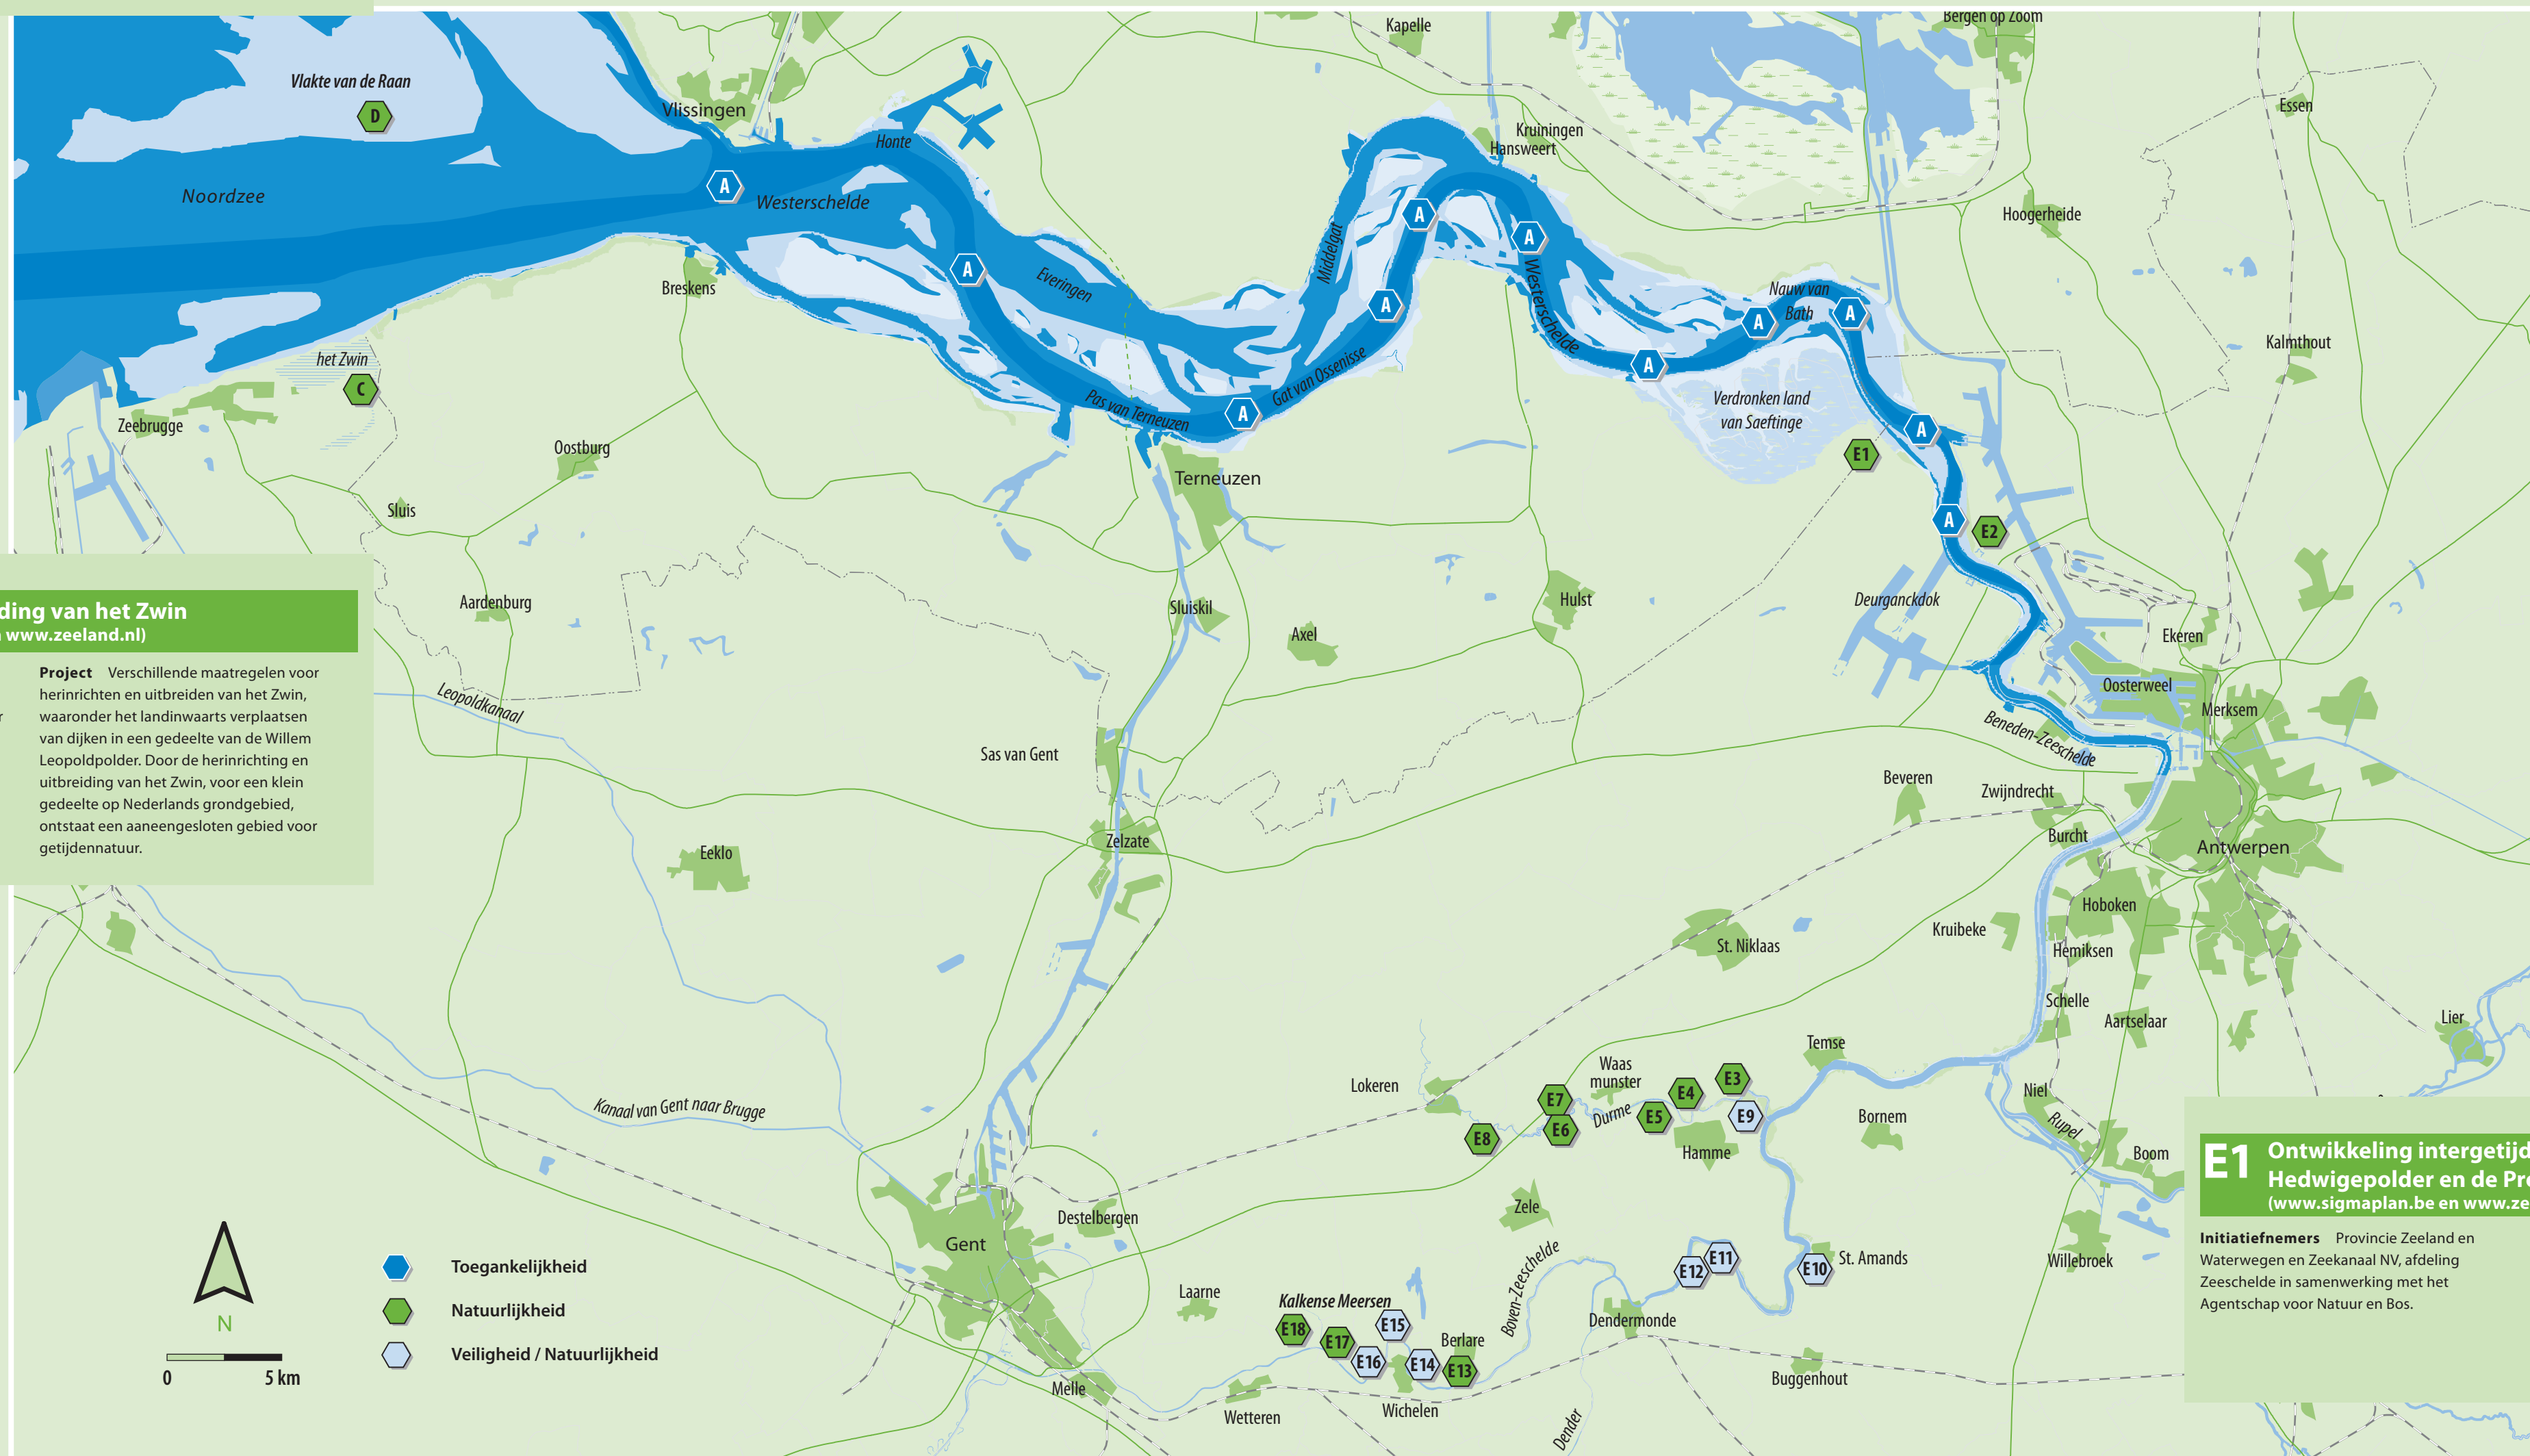 Kapelle
Bergen op Zoom
Vlakte van de Raan
D
Vlissingen
Essen
Honte
Kruiningen
Hansweert
Noordzee
A
Westerschelde
A
Hoogerheide
A
Middelgat
A
Everingen
Breskens
Westerschelde
Nauw van
Bath
A
A
A
Kalmthout
het Zwin
C
Gat van Ossenisse
A
Verdronken land
van Saeftinge
Pas van Terneuzen
A
Zeebrugge
A
E1
Oostburg
Terneuzen
Sluis
A
E2
Aardenburg
Sluiskil
Axel
Hulst
Deurganckdok
Ekeren
Oosterweel
Merksem
Leopoldkanaal
Beneden-Zeeschelde
Sas van Gent
Beveren
Zwijndrecht
Burcht
Antwerpen
Zelzate
Eeklo
Hoboken
Kruibeke
Hemiksen
St. Niklaas
Schelle
Aartselaar
Lier
Temse
Waas
munster
Lokeren
E7
E4
E3
Durme
E5
E9
E6
E8
Hamme
Bornem
Niel
Rupel
Boom
Kanaal van Gent naar Brugge
Zele
Destelbergen
Gent
Boven-Zeeschelde
E12
E11
E10
St. Amands
Willebroek
Laarne
Kalkense Meersen
E18
E17
E15
E16
E14
Berlare
E13
Dendermonde
Buggenhout
Melle
Wetteren
Wichelen
Dender
ding van het Zwin
www.zeeland.nl)
Project Verschillende maatregelen voor
herinrichten en uitbreiden van het Zwin,
waaronder het landinwaarts verplaatsen
van dijken in een gedeelte van de Willem
Leopoldpolder. Door de herinrichting en
uitbreiding van het Zwin, voor een klein
gedeelte op Nederlands grondgebied,
ontstaat een aaneengesloten gebied voor
getijdennatuur.
r
N
0 5 km
Toegankelijkheid
Natuurlijkheid
Veiligheid / Natuurlijkheid
E1 Ontwikkeling intergetijd
Hedwigepolder en de Pr
(www.sigmaplan.be en www.ze
Initiatiefnemers Provincie Zeeland en
Waterwegen en Zeekanaal NV, afdeling
Zeeschelde in samenwerking met het
Agentschap voor Natuur en Bos.